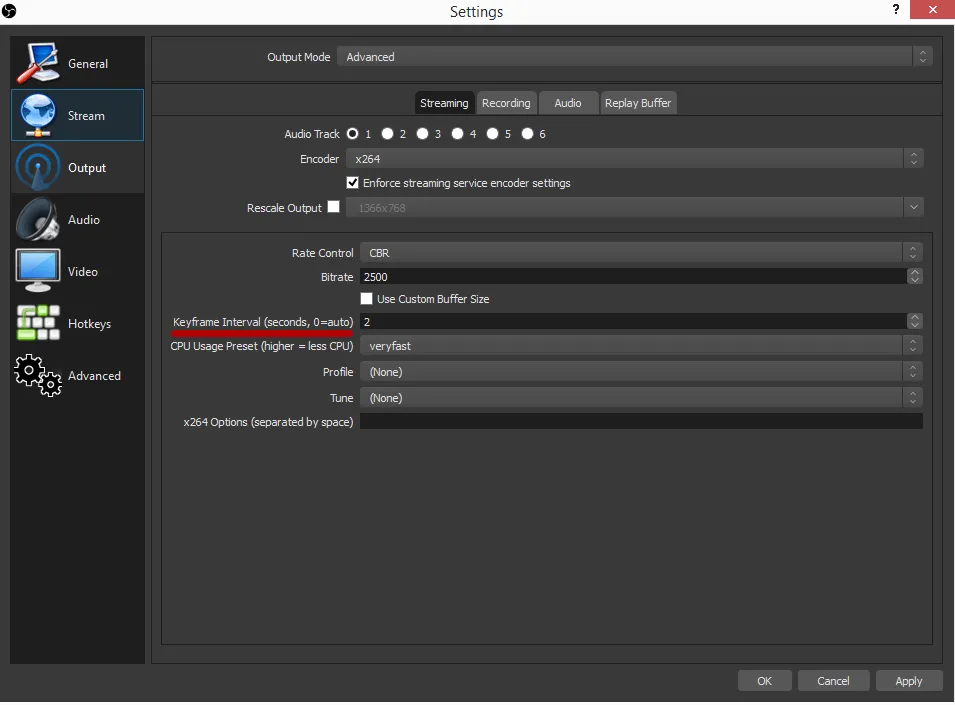 Settings
?
General
Stream
Output
Audio
Video
Hotkeys
Advanced
Output Mode Advanced
Streaming Recording Audio Replay Buffer
Audio Track 1 2 3 4 5 6
Encoder x264
Enforce streaming service encoder settings
Rescale Output 1366x768
Rate Control CBR
Bitrate 2500
Use Custom Buffer Size
Keyframe Interval (seconds, 0=auto) 2
CPU Usage Preset (higher = less CPU) veryfast
Profile (None)
Tune (None)
x264 Options (separated by space)
OK Cancel Apply